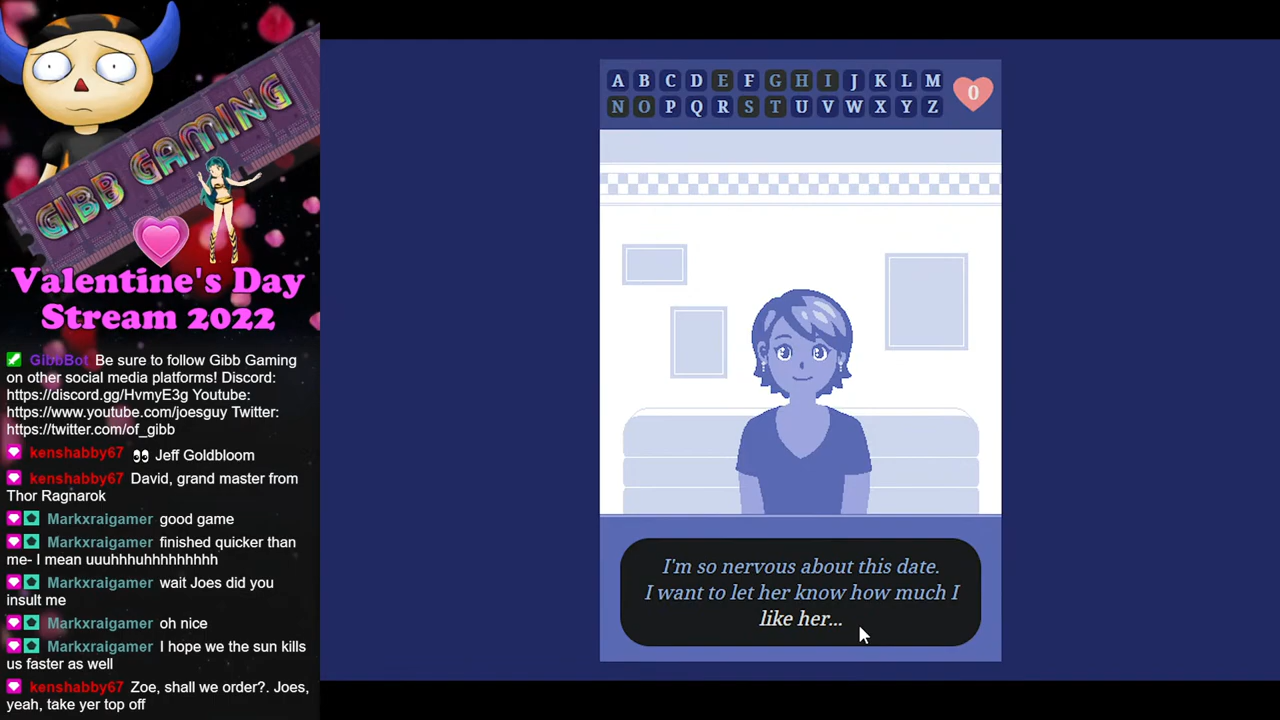 GIBB GAMING
Valentine's Day
Stream 2022
GibbBot Be sure to follow Gibb Gaming
on other social media platforms! Discord:
https://discord.gg/HvmyE3g Youtube:
https://www.youtube.com/joesguy Twitter:
https://twitter.com/of_gibb
kenshabby67 👀 Jeff Goldbloom
kenshabby67 David, grand master from
Thor Ragnarok
Markxraigamer good game
Markxraigamer finished quicker than
me- I mean uuuhhhuhhhhhhhhh
Markxraigamer wait Joes did you
insult me
Markxraigamer oh nice
Markxraigamer I hope we the sun kills
us faster as well
kenshabby67 Zoe, shall we order?. Joes,
yeah, take yer top off
A B C D E F G H I J K L M
N O P Q R S T U V W X Y Z
0
I'm so nervous about this date.
I want to let her know how much I
like her...